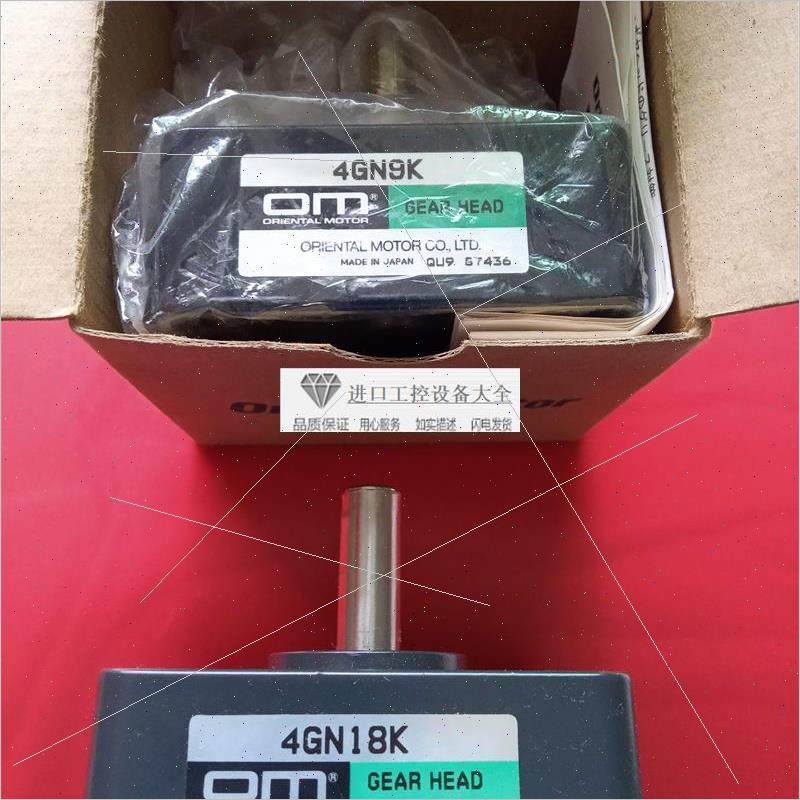 4GN9K
OM®
GEAR HEAD
ORIENTAL MOTOR
ORIENTAL MOTOR CO., LTD.
MADE IN JAPAN QU9 S7436
进口工控设备大全
品质保证 用心服务 如实描述 闪电发货
4GN18K
OM®
GEAR HEAD